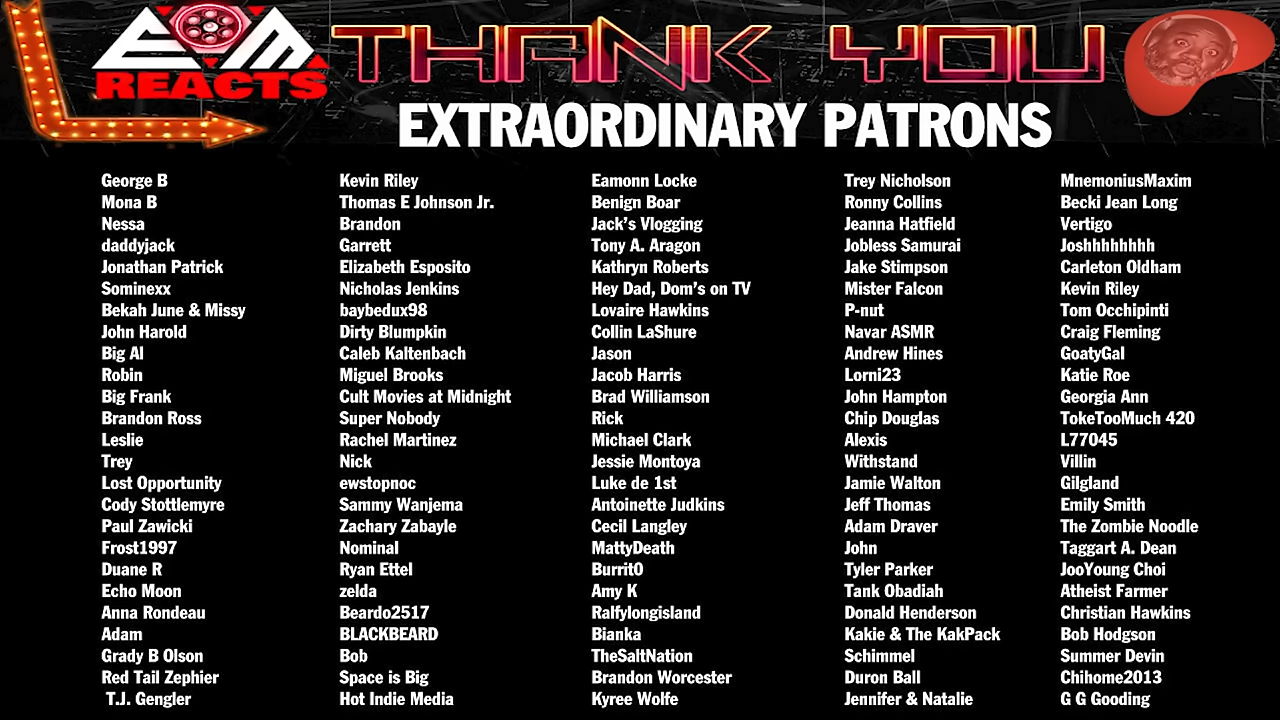 EOM
REACTS
THANK YOU
EXTRAORDINARY PATRONS
George B
Mona B
Nessa
daddyjack
Jonathan Patrick
Sominexx
Bekah June & Missy
John Harold
Big Al
Robin
Big Frank
Brandon Ross
Leslie
Trey
Lost Opportunity
Cody Stottlemyre
Paul Zawicki
Frost1997
Duane R
Echo Moon
Anna Rondeau
Adam
Grady B Olson
Red Tail Zephier
T.J. Gengler
Kevin Riley
Thomas E Johnson Jr.
Brandon
Garrett
Elizabeth Esposito
Nicholas Jenkins
baybedux98
Dirty Blumpkin
Caleb Kaltenbach
Miguel Brooks
Cult Movies at Midnight
Super Nobody
Rachel Martinez
Nick
ewstopnoc
Sammy Wanjema
Zachary Zabayle
Nominal
Ryan Ettel
zelda
Beardo2517
BLACKBEARD
Bob
Space is Big
Hot Indie Media
Eamonn Locke
Benign Boar
Jack's Vlogging
Tony A. Aragon
Kathryn Roberts
Hey Dad, Dom's on TV
Lovaire Hawkins
Collin LaShure
Jason
Jacob Harris
Brad Williamson
Rick
Michael Clark
Jessie Montoya
Luke de 1st
Antoinette Judkins
Cecil Langley
MattyDeath
Burrit0
Amy K
Ralfylongisland
Bianka
TheSaltNation
Brandon Worcester
Kyree Wolfe
Trey Nicholson
Ronny Collins
Jeanna Hatfield
Jobless Samurai
Jake Stimpson
Mister Falcon
P-nut
Navar ASMR
Andrew Hines
Lorni23
John Hampton
Chip Douglas
Alexis
Withstand
Jamie Walton
Jeff Thomas
Adam Draver
John
Tyler Parker
Tank Obadiah
Donald Henderson
Kakie & The KakPack
Schimmel
Duron Ball
Jennifer & Natalie
MnemoniusMaxim
Becki Jean Long
Vertigo
Joshhhhhhhh
Carleton Oldham
Kevin Riley
Tom Occhipinti
Craig Fleming
GoatyGal
Katie Roe
Georgia Ann
TokeTooMuch 420
L77045
Villin
Gilgland
Emily Smith
The Zombie Noodle
Taggart A. Dean
JooYoung Choi
Atheist Farmer
Christian Hawkins
Bob Hodgson
Summer Devin
Chihome2013
G G Gooding